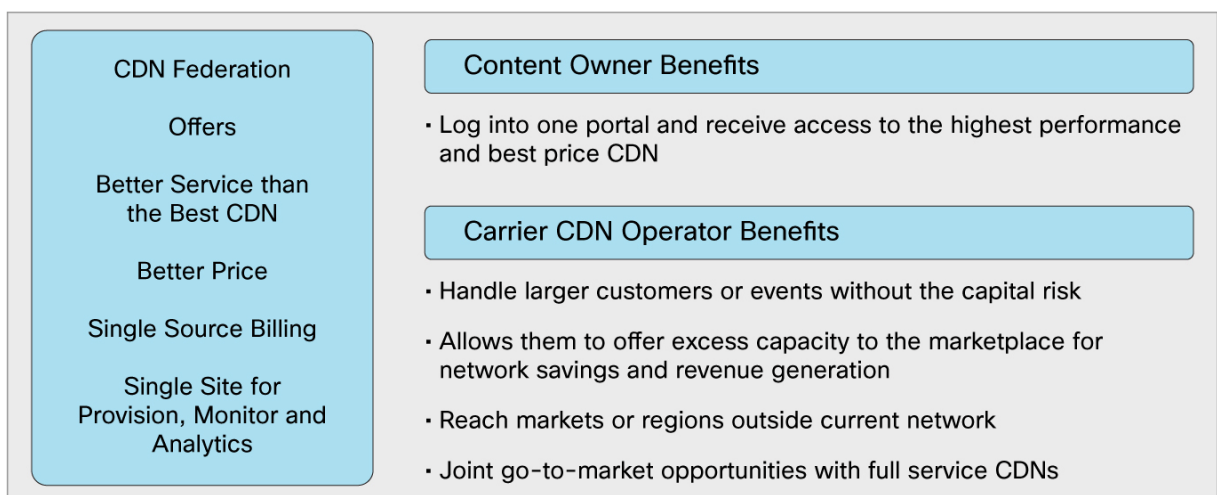 CDN Federation
Offers
Better Service than
the Best CDN
Better Price
Single Source Billing
Single Site for
Provision, Monitor and
Analytics
Content Owner Benefits
· Log into one portal and receive access to the highest performance
and best price CDN
Carrier CDN Operator Benefits
· Handle larger customers or events without the capital risk
· Allows them to offer excess capacity to the marketplace for
network savings and revenue generation
· Reach markets or regions outside current network
· Joint go-to-market opportunities with full service CDNs